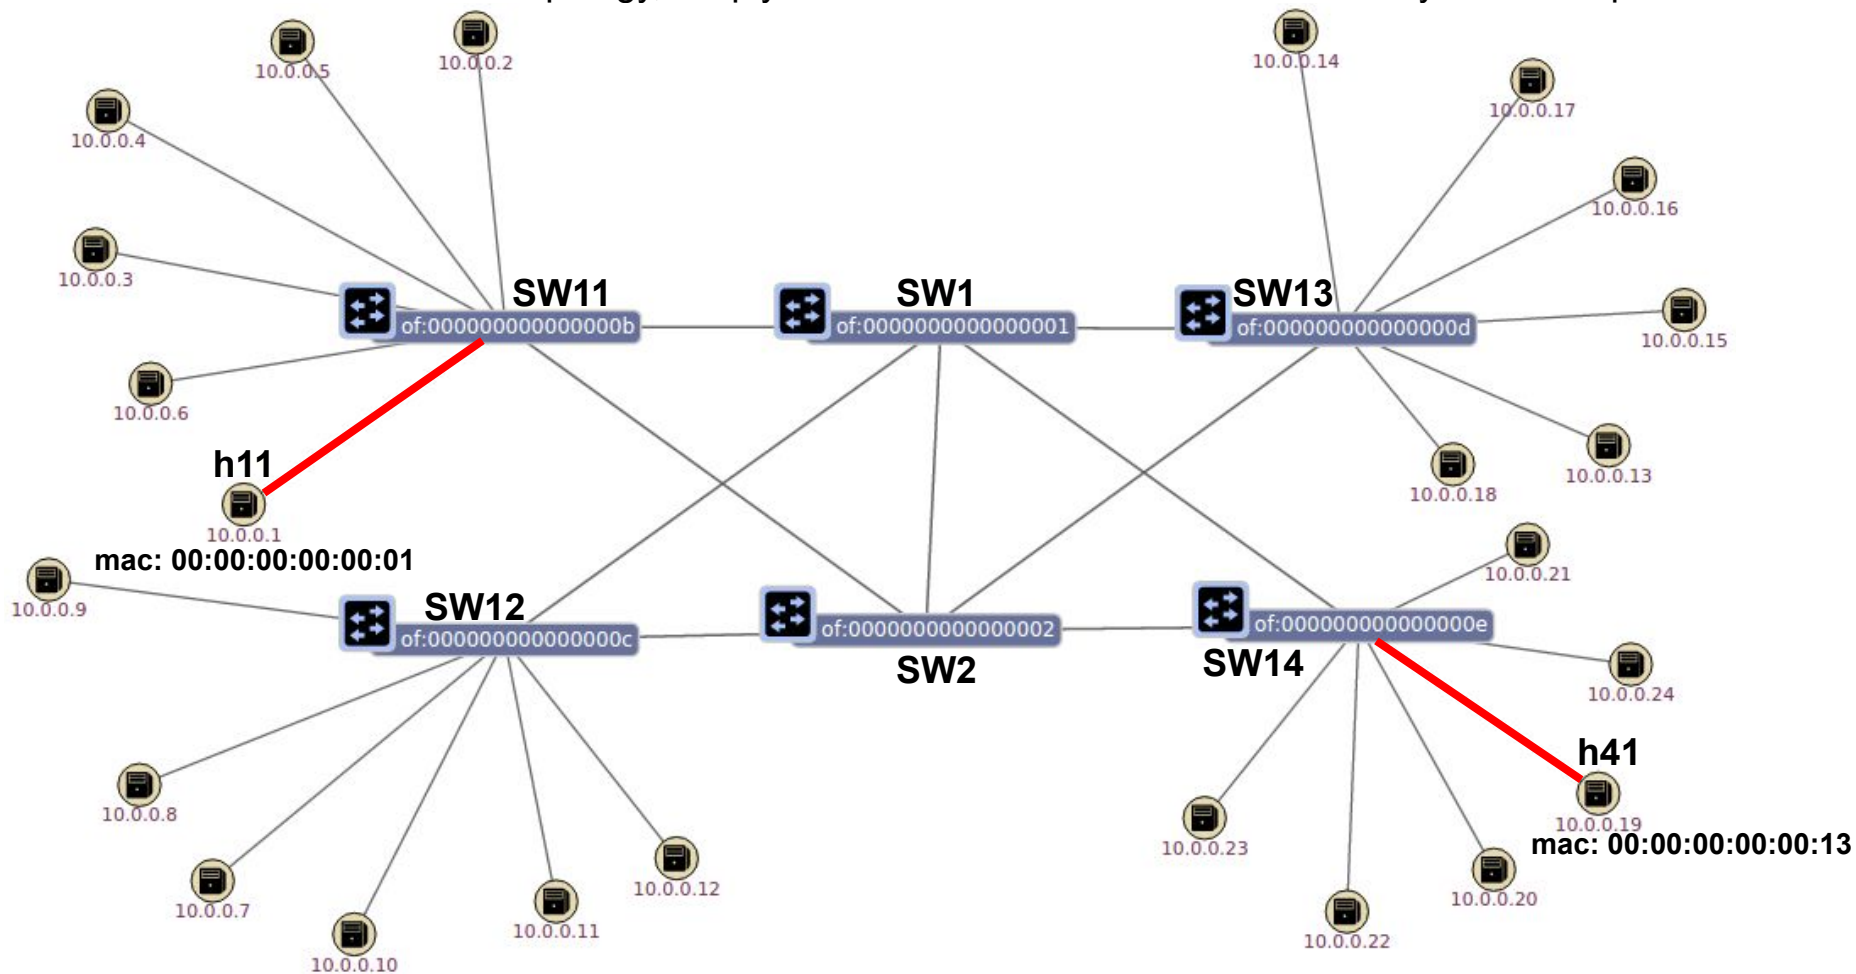 10.0.0.5
10.0.0.2
10.0.0.14
10.0.0.4
10.0.0.17
10.0.0.16
10.0.0.3
SW11
SW1
SW13
of:000000000000000b
of:0000000000000001
of:000000000000000d
10.0.0.15
10.0.0.6
h11
10.0.0.13
10.0.0.18
10.0.0.1
mac: 00:00:00:00:00:01
10.0.0.21
10.0.0.9
SW12
of:000000000000000c
of:0000000000000002
of:000000000000000e
SW2
SW14
10.0.0.24
h41
10.0.0.8
10.0.0.19
mac: 00:00:00:00:00:13
10.0.0.23
10.0.0.12
10.0.0.20
10.0.0.7
10.0.0.11
10.0.0.22
10.0.0.10